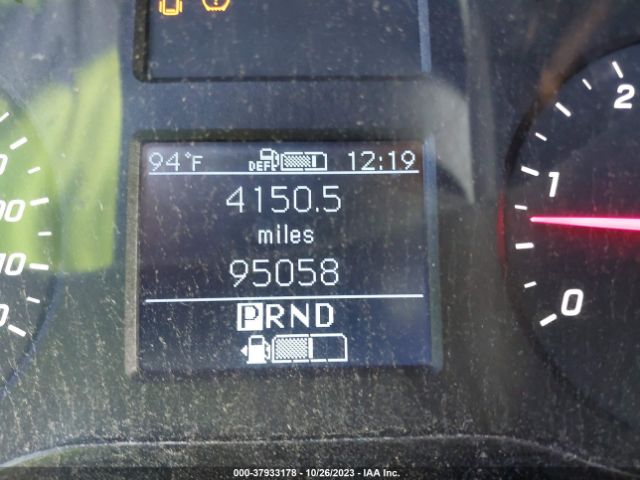 94°F DEF 12:19
4150.5
miles
95058
PRND
2
1
0
000-37933178 - 10/26/2023 - IAA Inc.